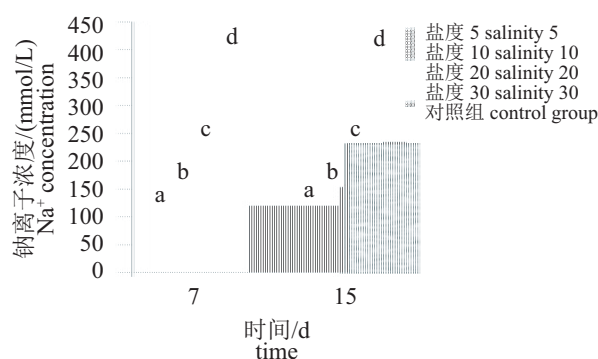 450
400
350
300
250
200
150
100
50
0
钠离子浓度/(mmol/L)
Na⁺ concentration
a
b
c
d
a
b
c
d
7
15
时间/d
time
盐度 5 salinity 5
盐度 10 salinity 10
盐度 20 salinity 20
盐度 30 salinity 30
对照组 control group